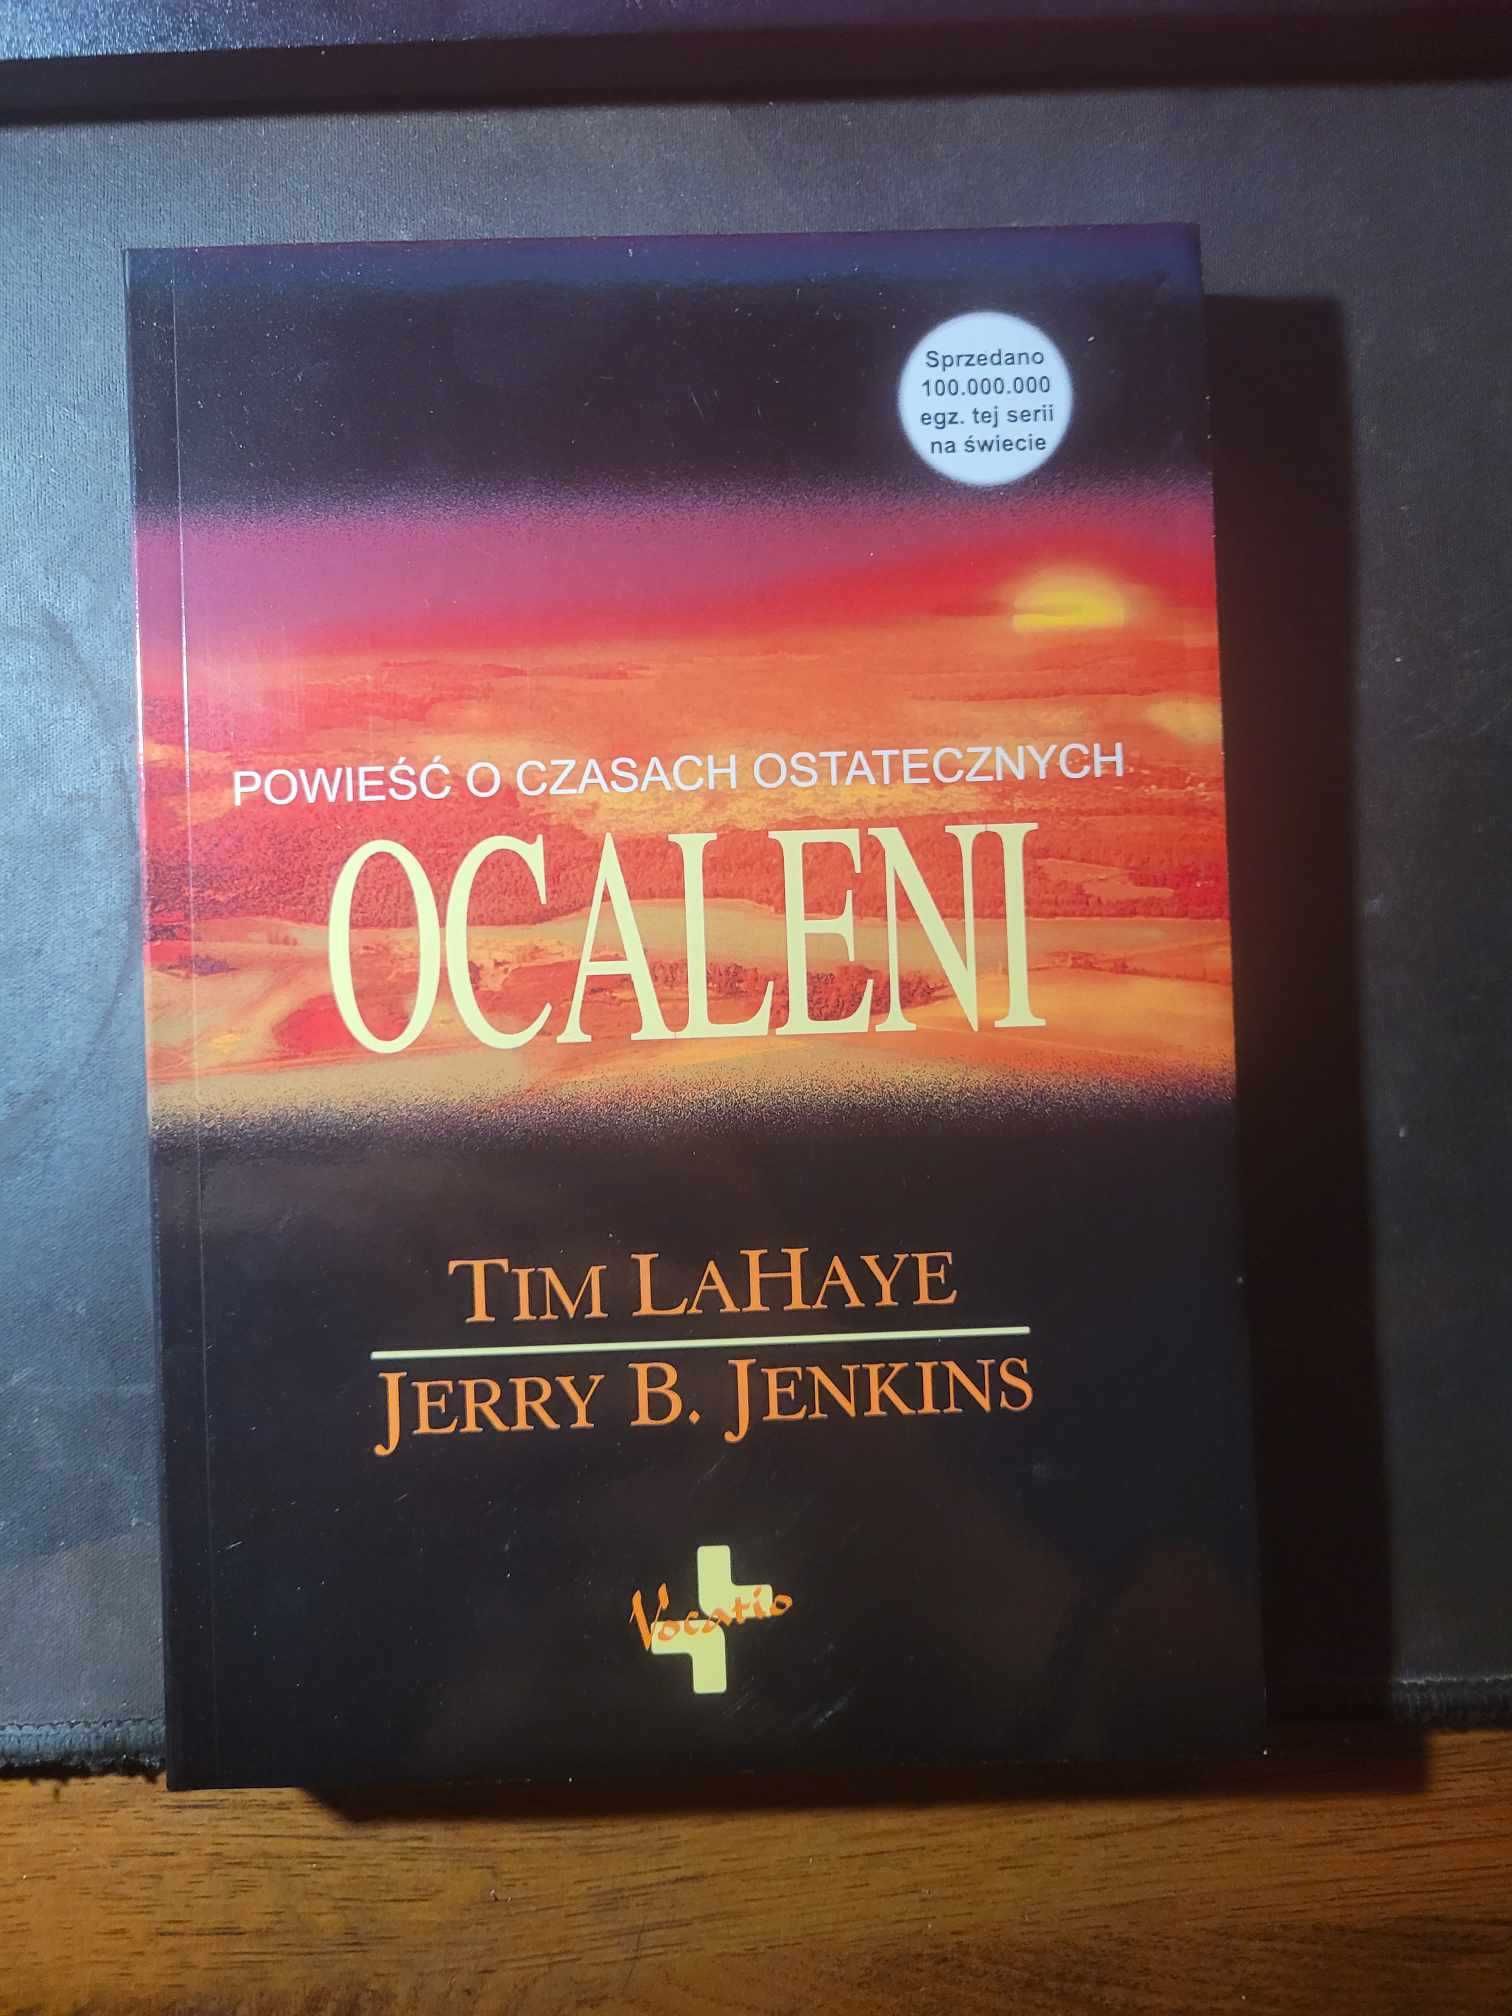 Sprzedano
100.000.000
egz. tej serii
na świecie
POWIEŚĆ O CZASACH OSTATECZNYCH
OCALENI
TIM LAHAYE
JERRY B. JENKINS
Vocatio